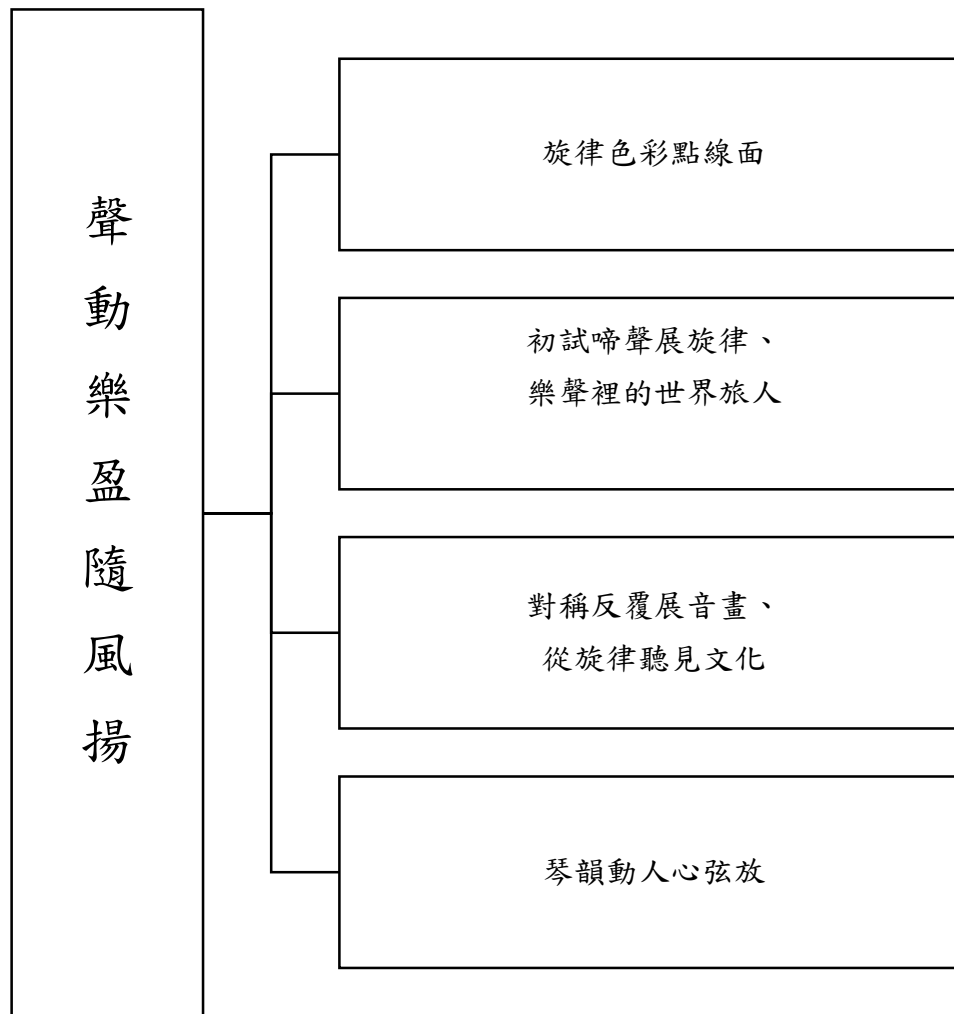 聲動樂盈隨風揚
旋律色彩點線面
初試啼聲展旋律、
樂聲裡的世界旅人
對稱反覆展音畫、
從旋律聽見文化
琴韻動人心弦放